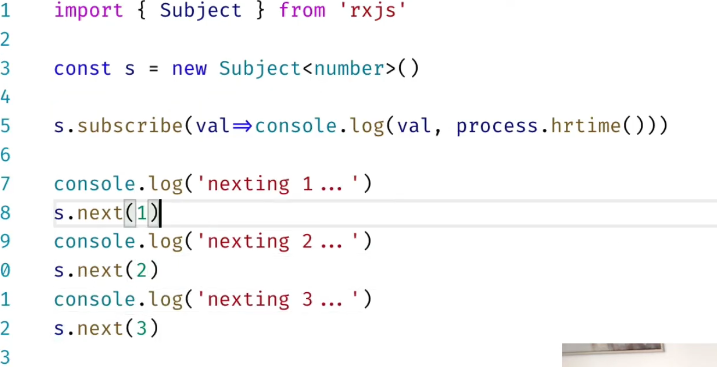 1 import { Subject } from 'rxjs'
2
3 const s = new Subject<number>()
4
5 s.subscribe(val=>console.log(val, process.hrtime()))
6
7 console.log('nexting 1...')
8 s.next(1)
9 console.log('nexting 2...')
0 s.next(2)
1 console.log('nexting 3...')
2 s.next(3)
3